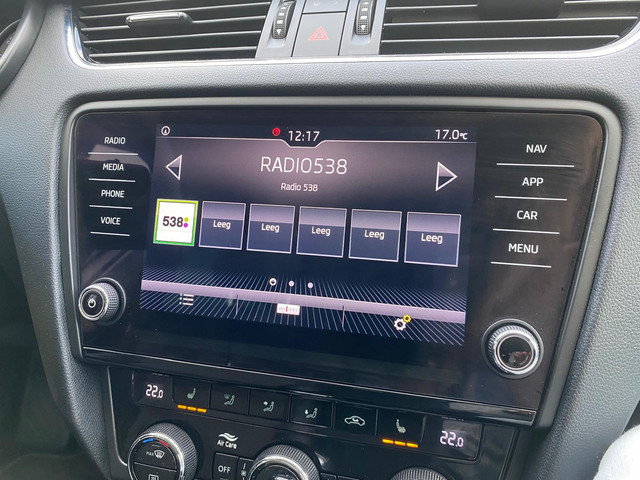 RADIO
MEDIA
PHONE
VOICE
12:17
17.0°C
RADIO538
Radio 538
538
Leeg
Leeg
Leeg
Leeg
Leeg
NAV
APP
CAR
MENU
22.0
22.0
Air Care
MAX
OFF